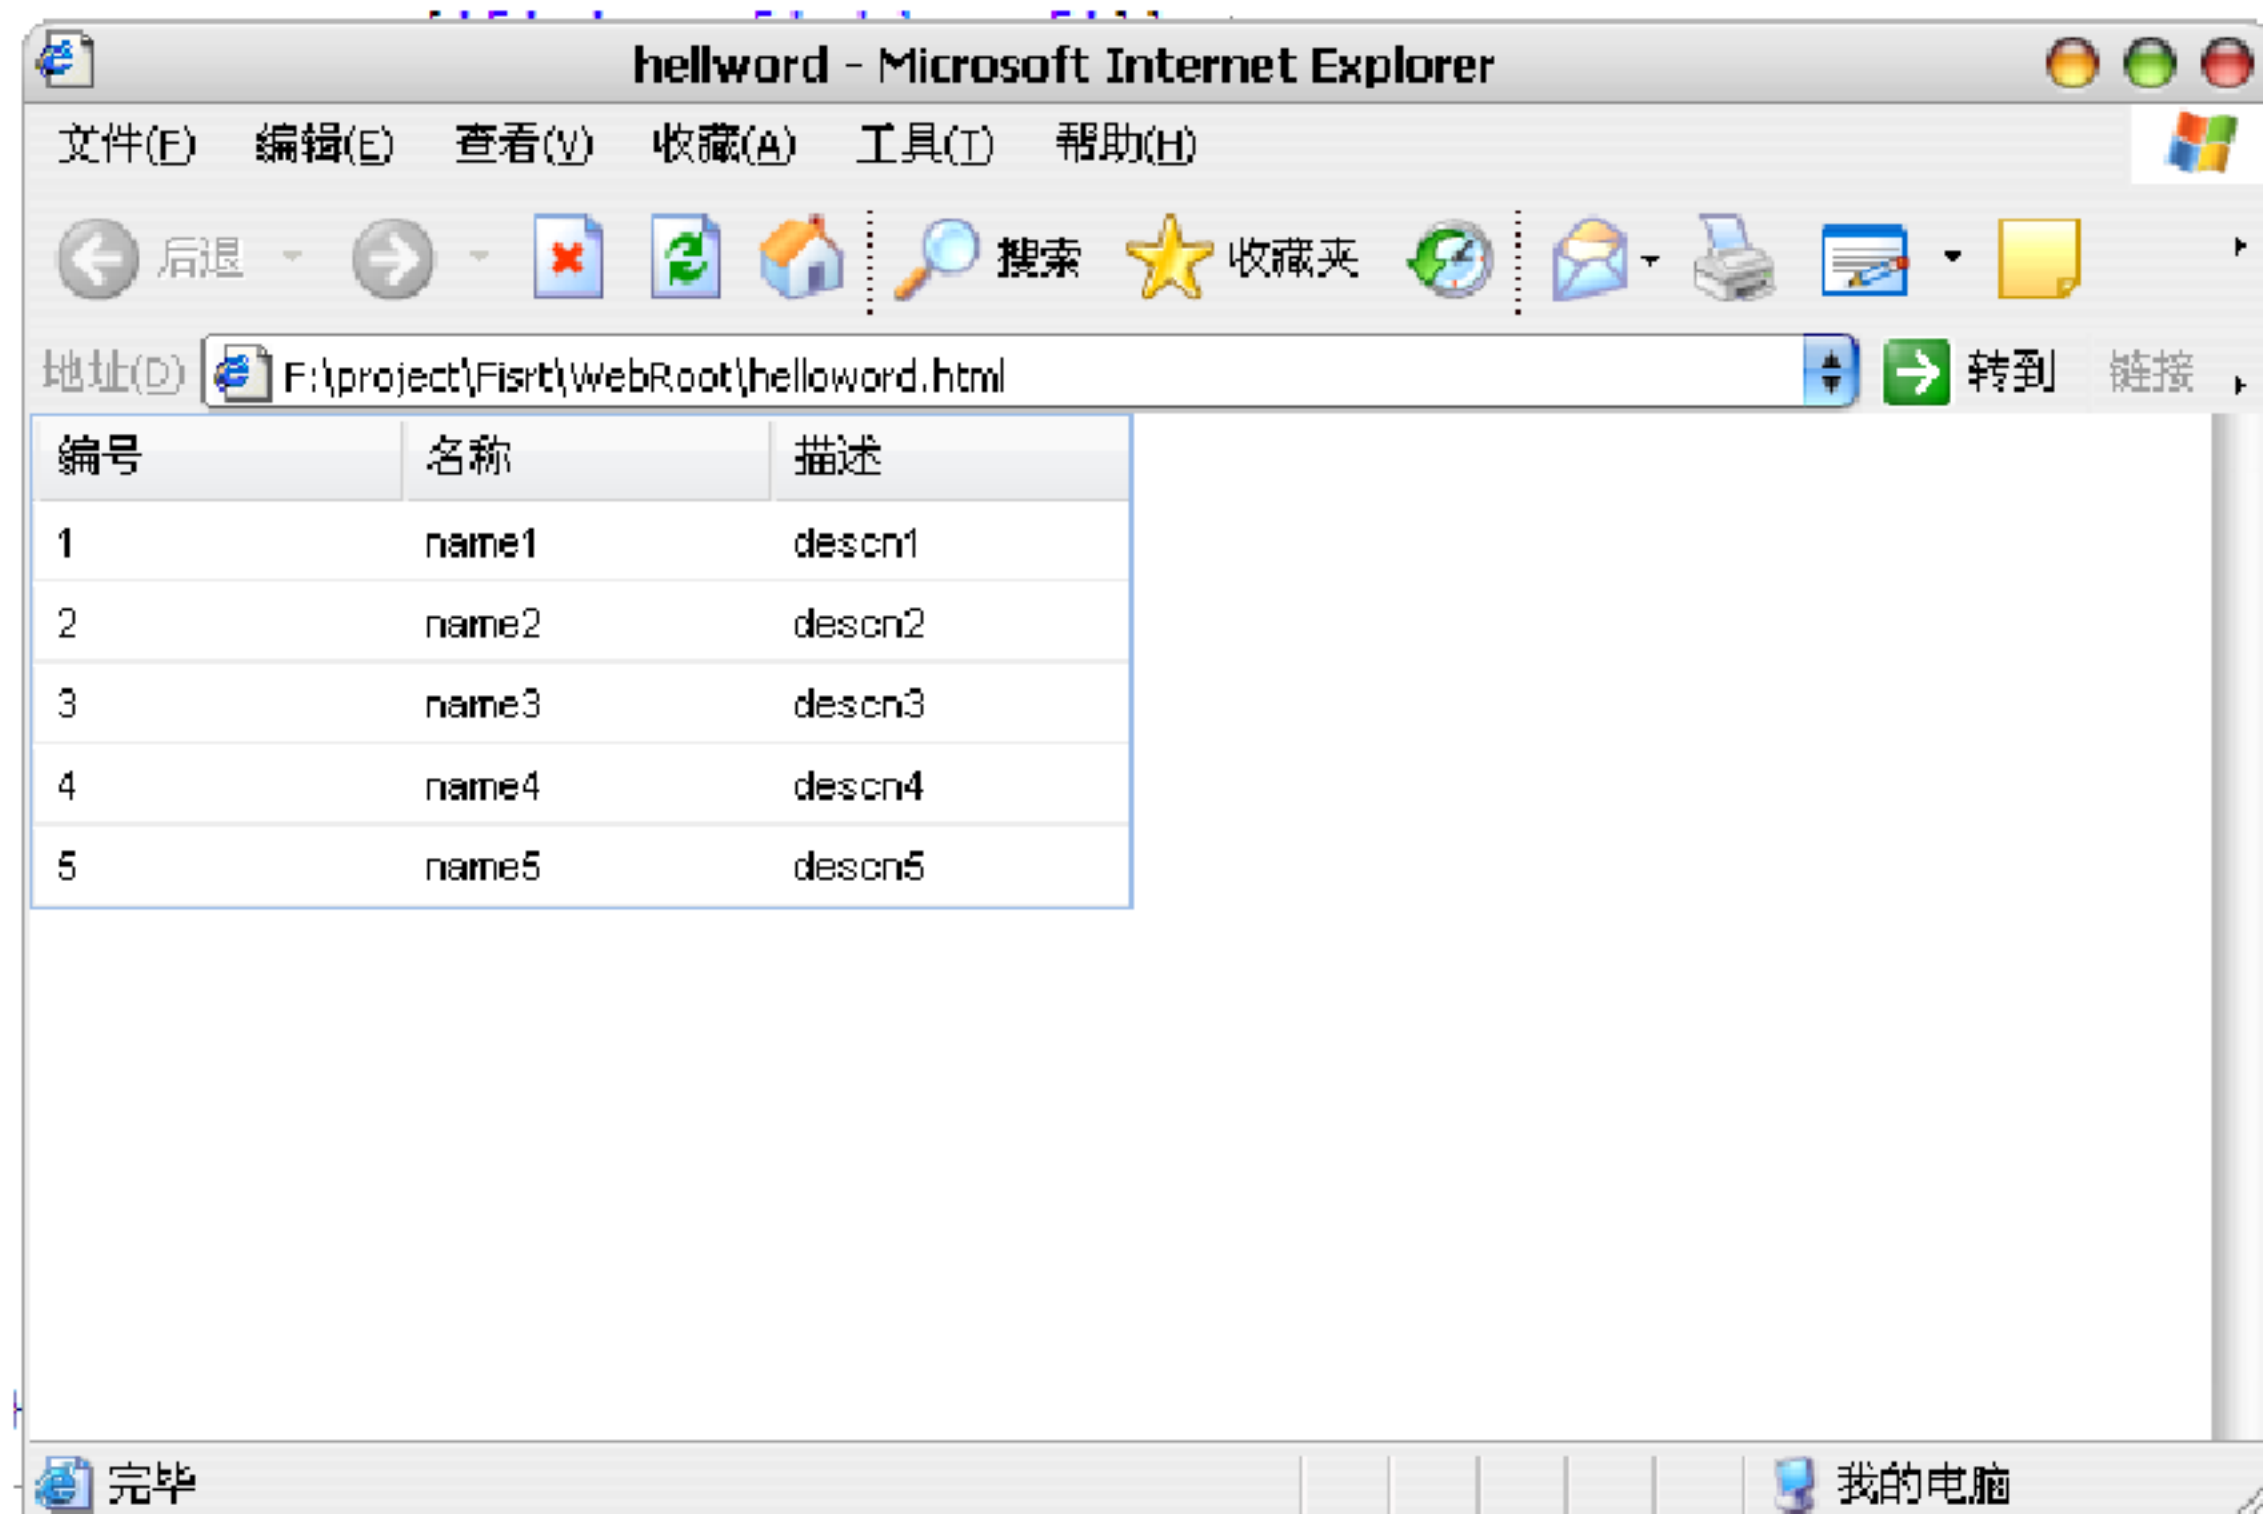 hellword - Microsoft Internet Explorer
文件(F) 编辑(E) 查看(V) 收藏(A) 工具(T) 帮助(H)
后退 搜索 收藏夹
地址(D) F:\project\Fisrt\WebRoot\helloword.html 转到 链接
编号 名称 描述
1 name1 descn1
2 name2 descn2
3 name3 descn3
4 name4 descn4
5 name5 descn5
完毕 我的电脑